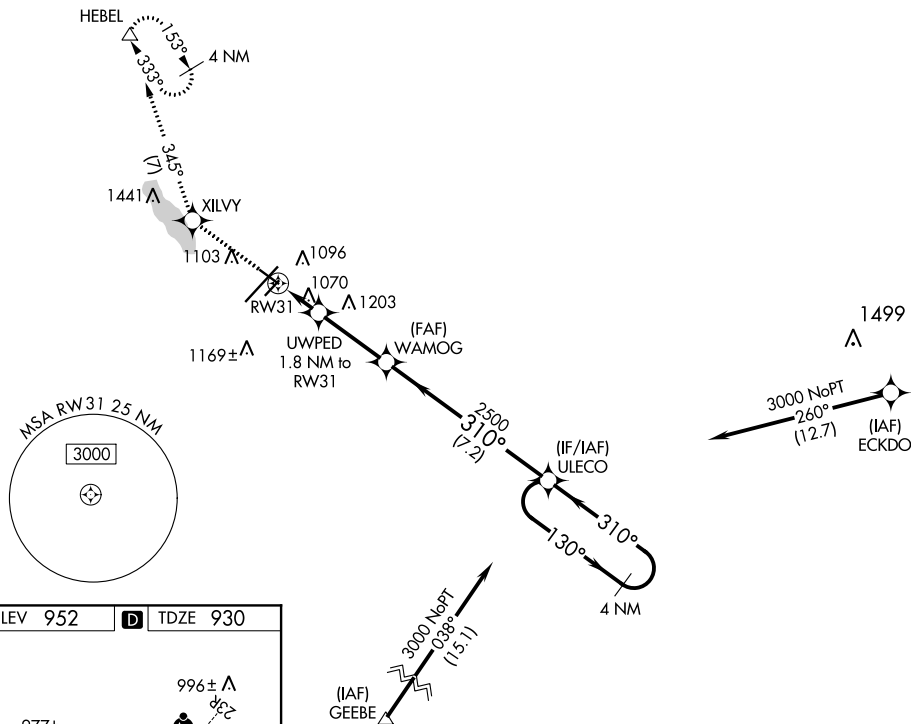 HEBEL
153°
4 NM
333°
345°
(7)
1441
XILVY
1103
1096
1070
RW31
1203
UWPED
1.8 NM to
RW31
1169±
(FAF)
WAMOG
1499
3000 NoPT
260°
(12.7)
(IAF)
ECKDO
2500
310°
(7.2)
(IF/IAF)
ULECO
310°
130°
4 NM
MSA RW31 25 NM
3000
3000 NoPT
038°
(15.1)
(IAF)
GEEBE
LEV 952
D
TDZE 930
996±
23R